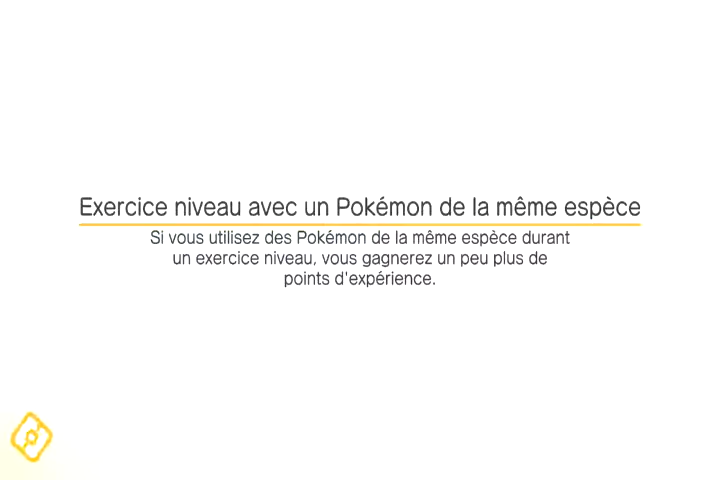 Exercice niveau avec un Pokémon de la même espèce
Si vous utilisez des Pokémon de la même espèce durant
un exercice niveau, vous gagnerez un peu plus de
points d'expérience.